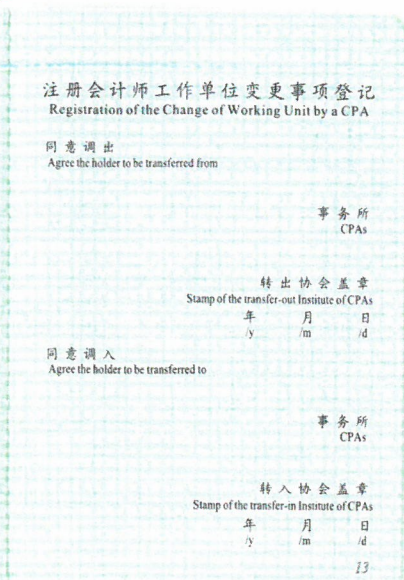 注册会计师工作单位变更事项登记
Registration of the Change of Working Unit by a CPA
同意调出
Agree the holder to be transferred from
事务所
CPAs
转出协会盖章
Stamp of the transfer-out Institute of CPAs
年 月 日
/y /m /d
同意调入
Agree the holder to be transferred to
事务所
CPAs
转入协会盖章
Stamp of the transfer-in Institute of CPAs
年 月 日
/y /m /d
13